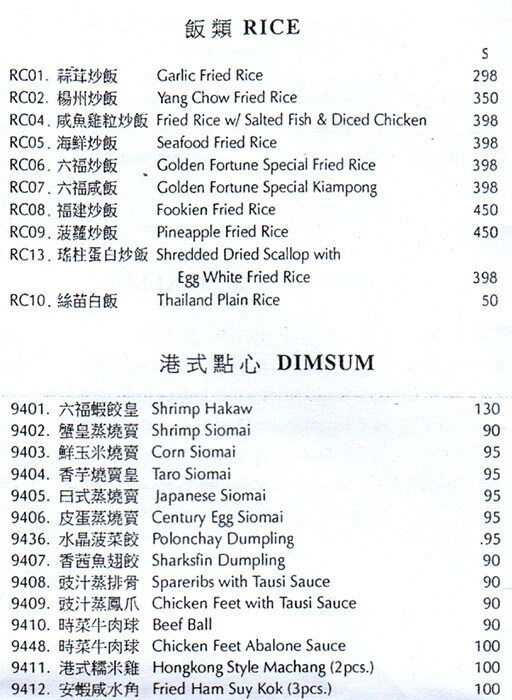 飯類 RICE
S
RC01. 蒜茸炒飯 Garlic Fried Rice 298
RC02. 楊州炒飯 Yang Chow Fried Rice 350
RC04. 咸魚雞粒炒飯 Fried Rice w/ Salted Fish & Diced Chicken 398
RC05. 海鮮炒飯 Seafood Fried Rice 398
RC06. 六福炒飯 Golden Fortune Special Fried Rice 398
RC07. 六福咸飯 Golden Fortune Special Kiampong 398
RC08. 福建炒飯 Fookien Fried Rice 450
RC09. 菠蘿炒飯 Pineapple Fried Rice 450
RC13. 瑤柱蛋白炒飯 Shredded Dried Scallop with
Egg White Fried Rice 398
RC10. 絲苗白飯 Thailand Plain Rice 50
港式點心 DIMSUM
9401. 六福蝦餃皇 Shrimp Hakaw 130
9402. 蟹皇蒸燒賣 Shrimp Siomai 90
9403. 鮮玉米燒賣 Corn Siomai 95
9404. 香芋燒賣皇 Taro Siomai 95
9405. 日式蒸燒賣 Japanese Siomai 95
9406. 皮蛋蒸燒賣 Century Egg Siomai 95
9436. 水晶菠菜餃 Polonchay Dumpling .95
9407. 香茜魚翅餃 Sharksfin Dumpling 90
9408. 豉汁蒸排骨 Spareribs with Tausi Sauce 90
9409. 豉汁蒸鳳爪 Chicken Feet with Tausi Sauce 90
9410. 時菜牛肉球 Beef Ball 90
9448. 時菜牛肉球 Chicken Feet Abalone Sauce 100
9411. 港式糯米雞 Hongkong Style Machang (2pcs.) 100
9412. 安蝦咸水角 Fried Ham Suy Kok (3pcs.) 100